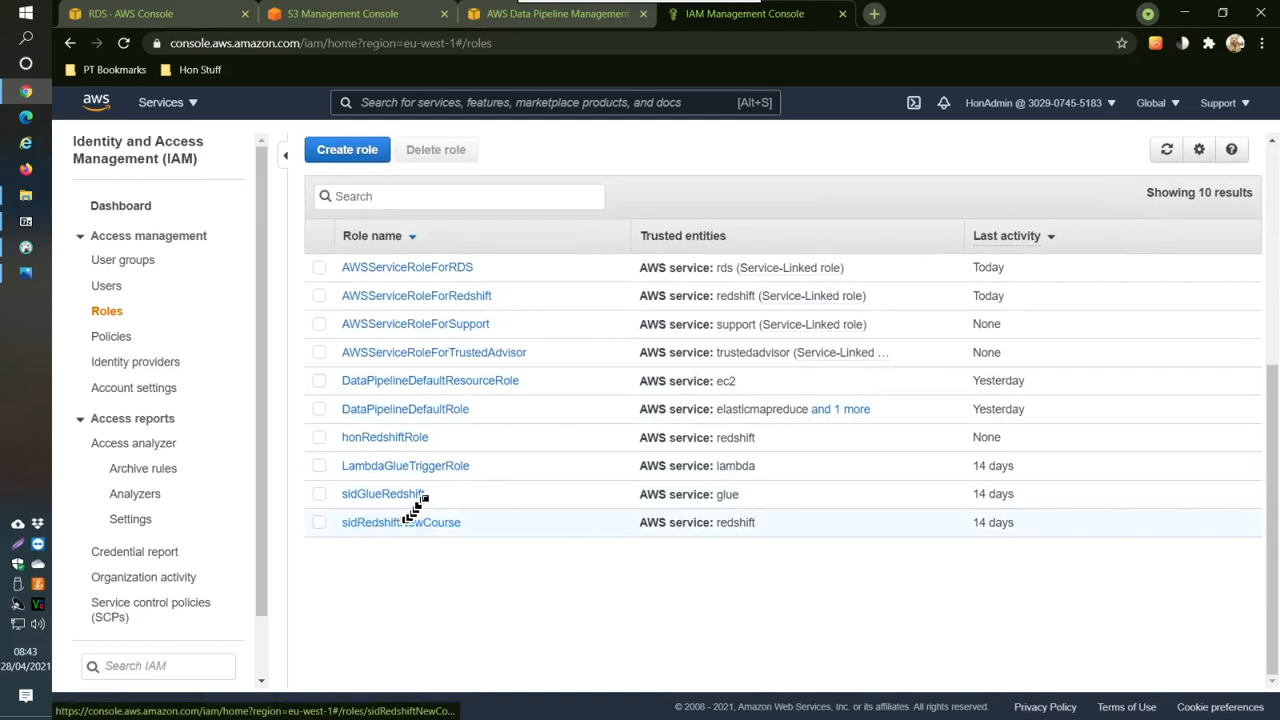 RDS - AWS Console
S3 Management Console
AWS Data Pipeline Management
IAM Management Console
console.aws.amazon.com/iam/home?region=eu-west-1#/roles
PT Bookmarks
Hon Stuff
aws
Services
Search for services, features, marketplace products, and docs
[Alt+S]
HonAdmin @ 3029-0745-5183
Global
Support
Identity and Access
Management (IAM)
Dashboard
Access management
User groups
Users
Roles
Policies
Identity providers
Account settings
Access reports
Access analyzer
Archive rules
Analyzers
Settings
Credential report
Organization activity
Service control policies
(SCPs)
Search IAM
Create role
Delete role
Search
Showing 10 results
Role name Trusted entities Last activity
AWSServiceRoleForRDS AWS service: rds (Service-Linked role) Today
AWSServiceRoleForRedshift AWS service: redshift (Service-Linked role) Today
AWSServiceRoleForSupport AWS service: support (Service-Linked role) None
AWSServiceRoleForTrustedAdvisor AWS service: trustedadvisor (Service-Linked ... None
DataPipelineDefaultResourceRole AWS service: ec2 Yesterday
DataPipelineDefaultRole AWS service: elasticmapreduce and 1 more Yesterday
honRedshiftRole AWS service: redshift None
LambdaGlueTriggerRole AWS service: lambda 14 days
sidGlueRedshift AWS service: glue 14 days
sidRedshiftNewCourse AWS service: redshift 14 days
08:43
28/04/2021
https://console.aws.amazon.com/iam/home?region=eu-west-1#/roles/sidRedshiftNewCo...
© 2008 - 2021, Amazon Web Services, Inc. or its affiliates. All rights reserved.
Privacy Policy
Terms of Use
Cookie preferences